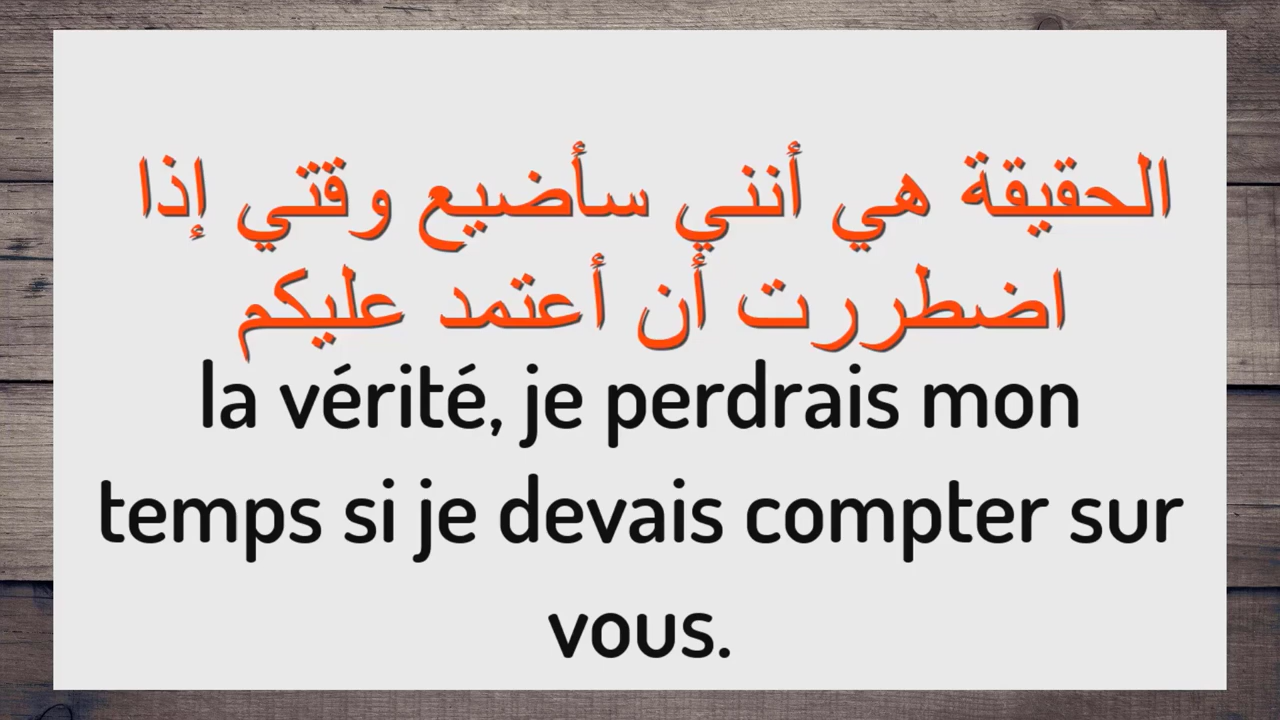 الحقيقة هي أنني سأضيع وقتي إذا
اضطررت أن أعتمد عليكم
la vérité, je perdrais mon
temps si je devais compter sur
vous.